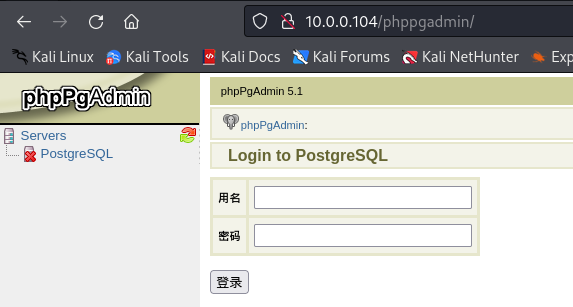 10.0.0.104/phppgadmin/
Kali Linux Kali Tools Kali Docs Kali Forums Kali NetHunter Exp
phpPgAdmin
Servers
PostgreSQL
phpPgAdmin 5.1
phpPgAdmin:
Login to PostgreSQL
用名
密码
登录